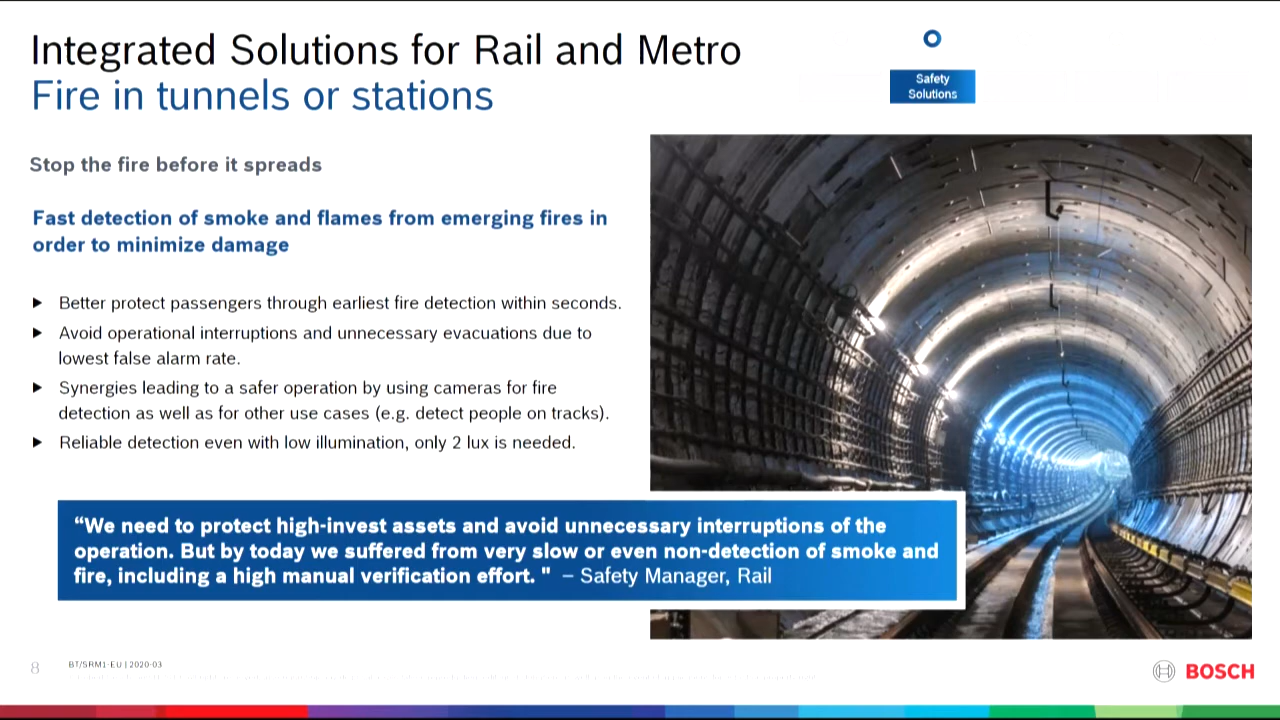 Integrated Solutions for Rail and Metro
Fire in tunnels or stations
Safety
Solutions
Stop the fire before it spreads
Fast detection of smoke and flames from emerging fires in
order to minimize damage
Better protect passengers through earliest fire detection within seconds.
Avoid operational interruptions and unnecessary evacuations due to
lowest false alarm rate.
Synergies leading to a safer operation by using cameras for fire
detection as well as for other use cases (e.g. detect people on tracks).
Reliable detection even with low illumination, only 2 lux is needed.
“We need to protect high-invest assets and avoid unnecessary interruptions of the
operation. But by today we suffered from very slow or even non-detection of smoke and
fire, including a high manual verification effort. " – Safety Manager, Rail
8
BT/SRM1-EU | 2020-03
BOSCH